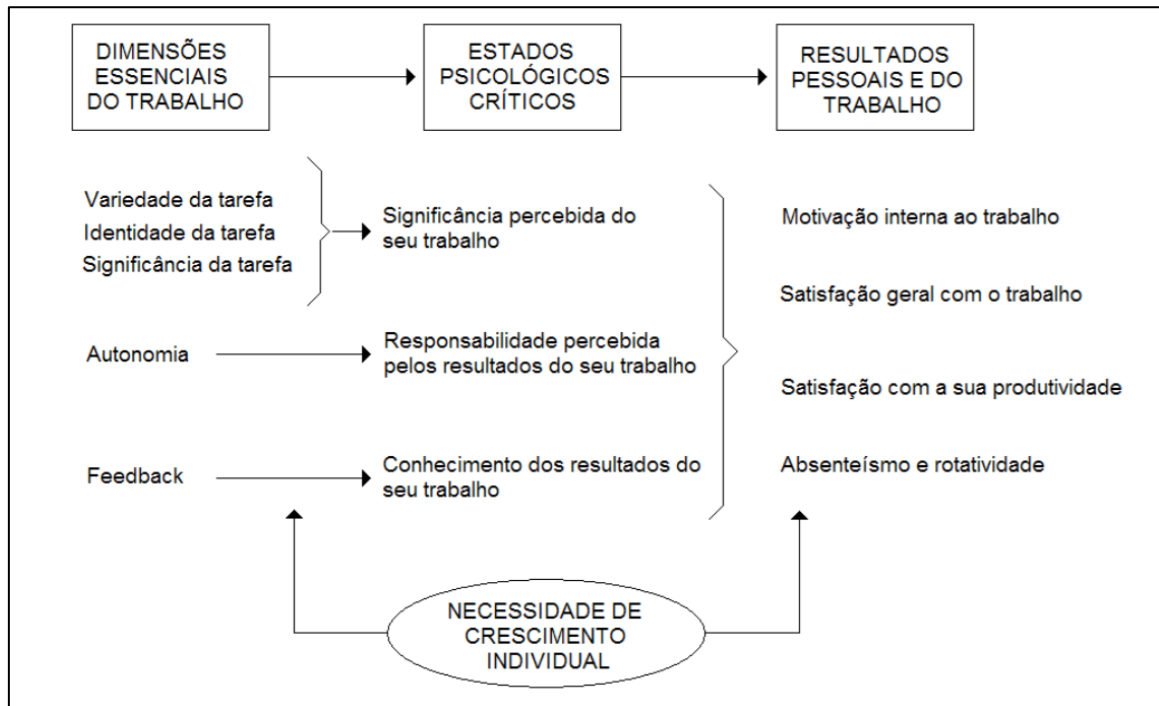 DIMENSÕES
ESSENCIAIS
DO TRABALHO
ESTADOS
PSICOLÓGICOS
CRÍTICOS
RESULTADOS
PESSOAIS E DO
TRABALHO
Variedade da tarefa
Identidade da tarefa
Significância da tarefa
Significância percebida do
seu trabalho
Motivação interna ao trabalho
Satisfação geral com o trabalho
Autonomia
Responsabilidade percebida
pelos resultados do seu trabalho
Satisfação com a sua produtividade
Feedback
Conhecimento dos resultados do
seu trabalho
Absenteísmo e rotatividade
NECESSIDADE DE
CRESCIMENTO
INDIVIDUAL